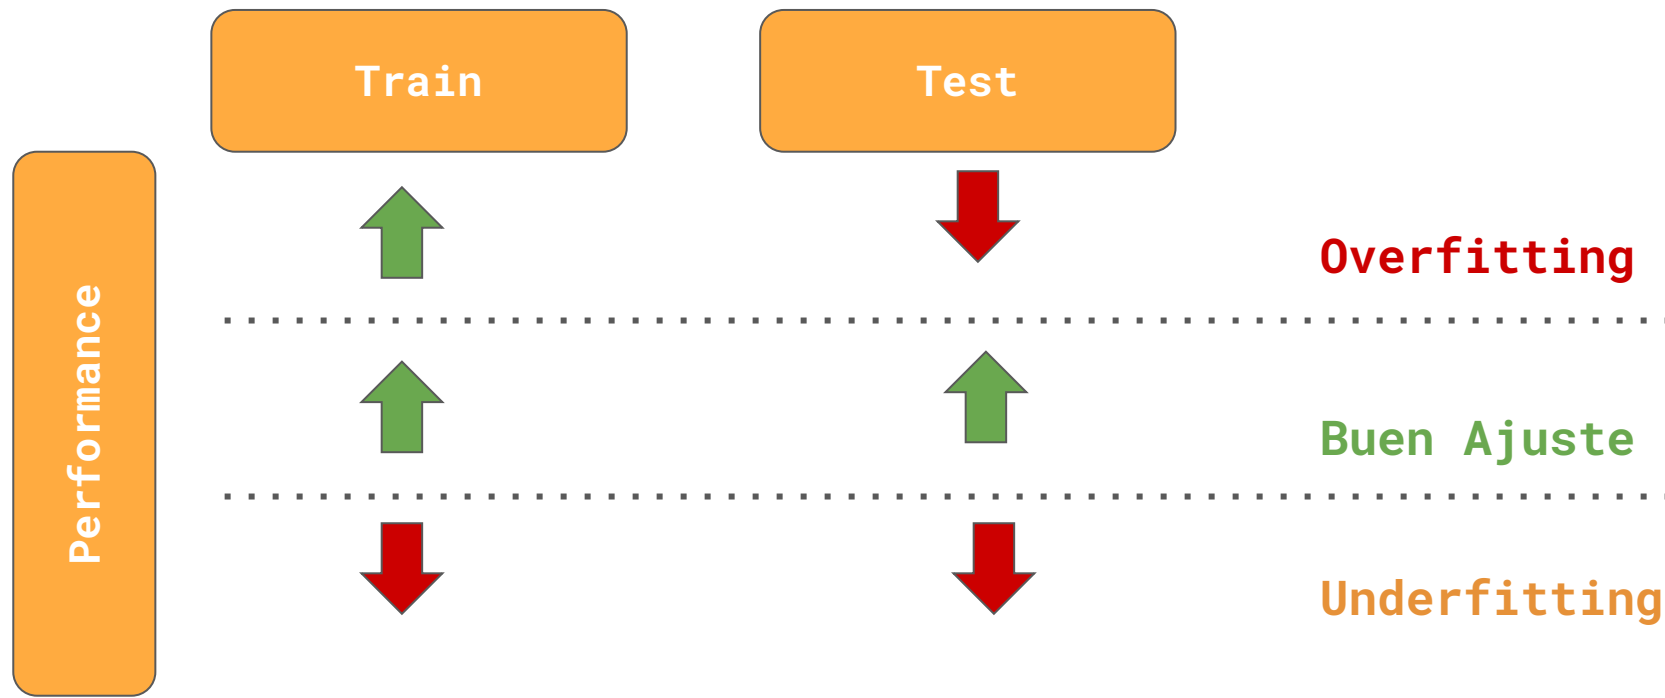 Train
Test
Performance
Overfitting
Buen Ajuste
Underfitting